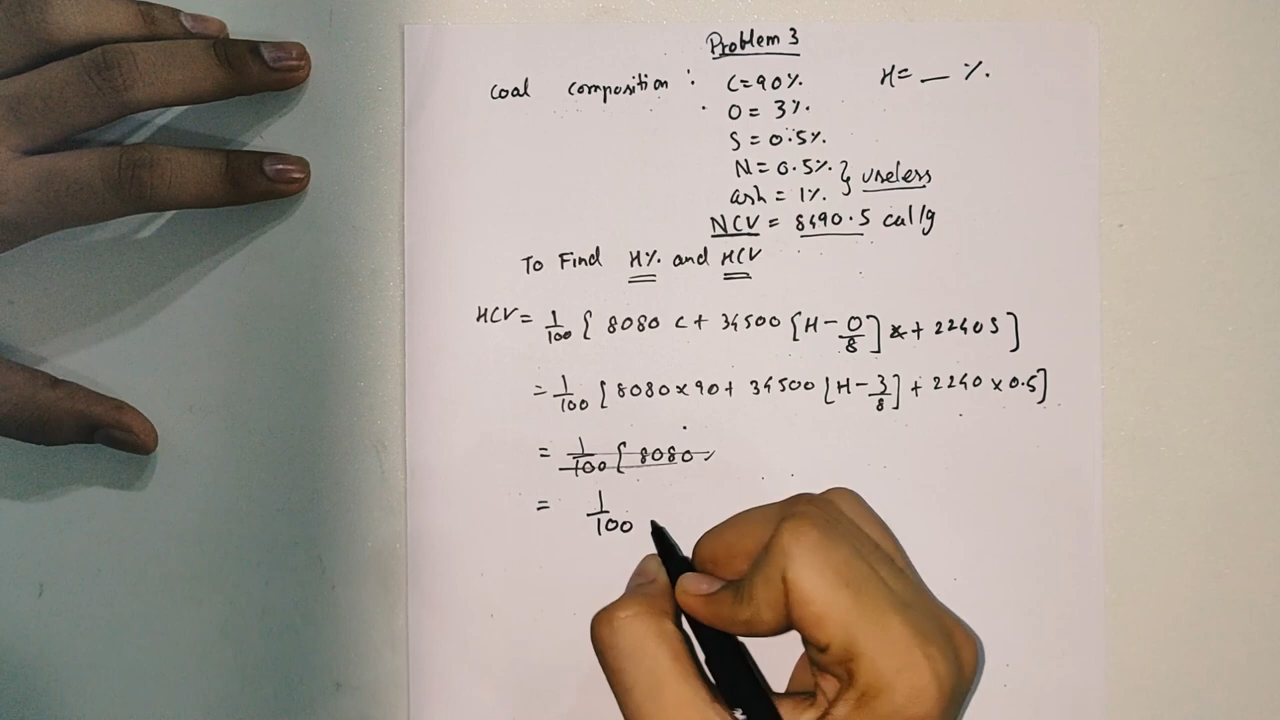 Problem 3
coal composition : C=90%. H= __ %.
O = 3%.
S = 0.5%.
N = 0.5%. } useless
ash = 1%.
NCV = 8490.5 cal/g
To Find H%. and HCV
HCV = 1/100 { 8080 C + 34500 [H - O/8] + 2240 S ]
= 1/100 [ 8080 x 90 + 34500 [H - 3/8] + 2240 x 0.5]
= 1/100 [ 8080
= 1/100